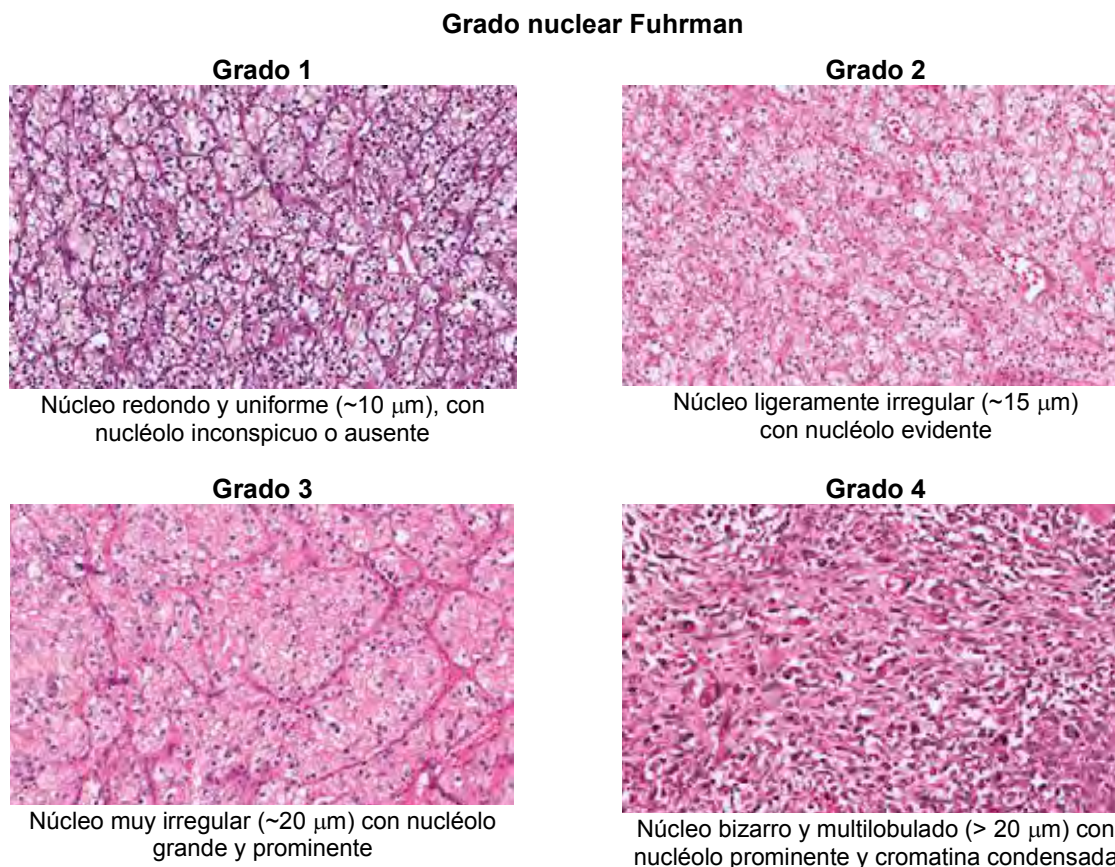 Grado nuclear Fuhrman
Grado 1
Grado 2
Núcleo redondo y uniforme (~10 μm), con
nucléolo inconspicuo o ausente
Núcleo ligeramente irregular (~15 μm)
con nucléolo evidente
Grado 3
Grado 4
Núcleo muy irregular (~20 μm) con nucléolo
grande y prominente
Núcleo bizarro y multilobulado (> 20 μm) con
nucléolo prominente y cromatina condensada